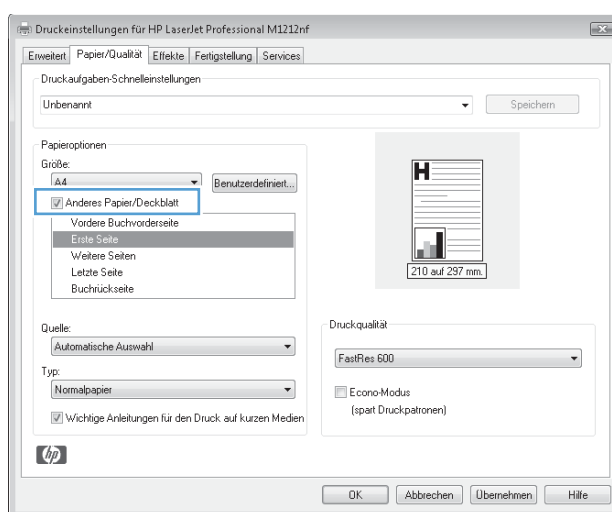 Druckeinstellungen für HP LaserJet Professional M1212nf
Erweitert Papier/Qualität Effekte Fertigstellung Services
Druckaufgaben-Schnelleinstellungen
Unbenannt Speichern
Papieroptionen
Größe:
A4 Benutzerdefiniert...
Anderes Papier/Deckblatt
Vordere Buchvorderseite
Erste Seite
Weitere Seiten
Letzte Seite
Buchrückseite
H
210 auf 297 mm.
Quelle:
Automatische Auswahl
Typ:
Normalpapier
Wichtige Anleitungen für den Druck auf kurzen Medien
Druckqualität
FastRes 600
Econo-Modus
(spart Druckpatronen)
hp
OK Abbrechen Übernehmen Hilfe